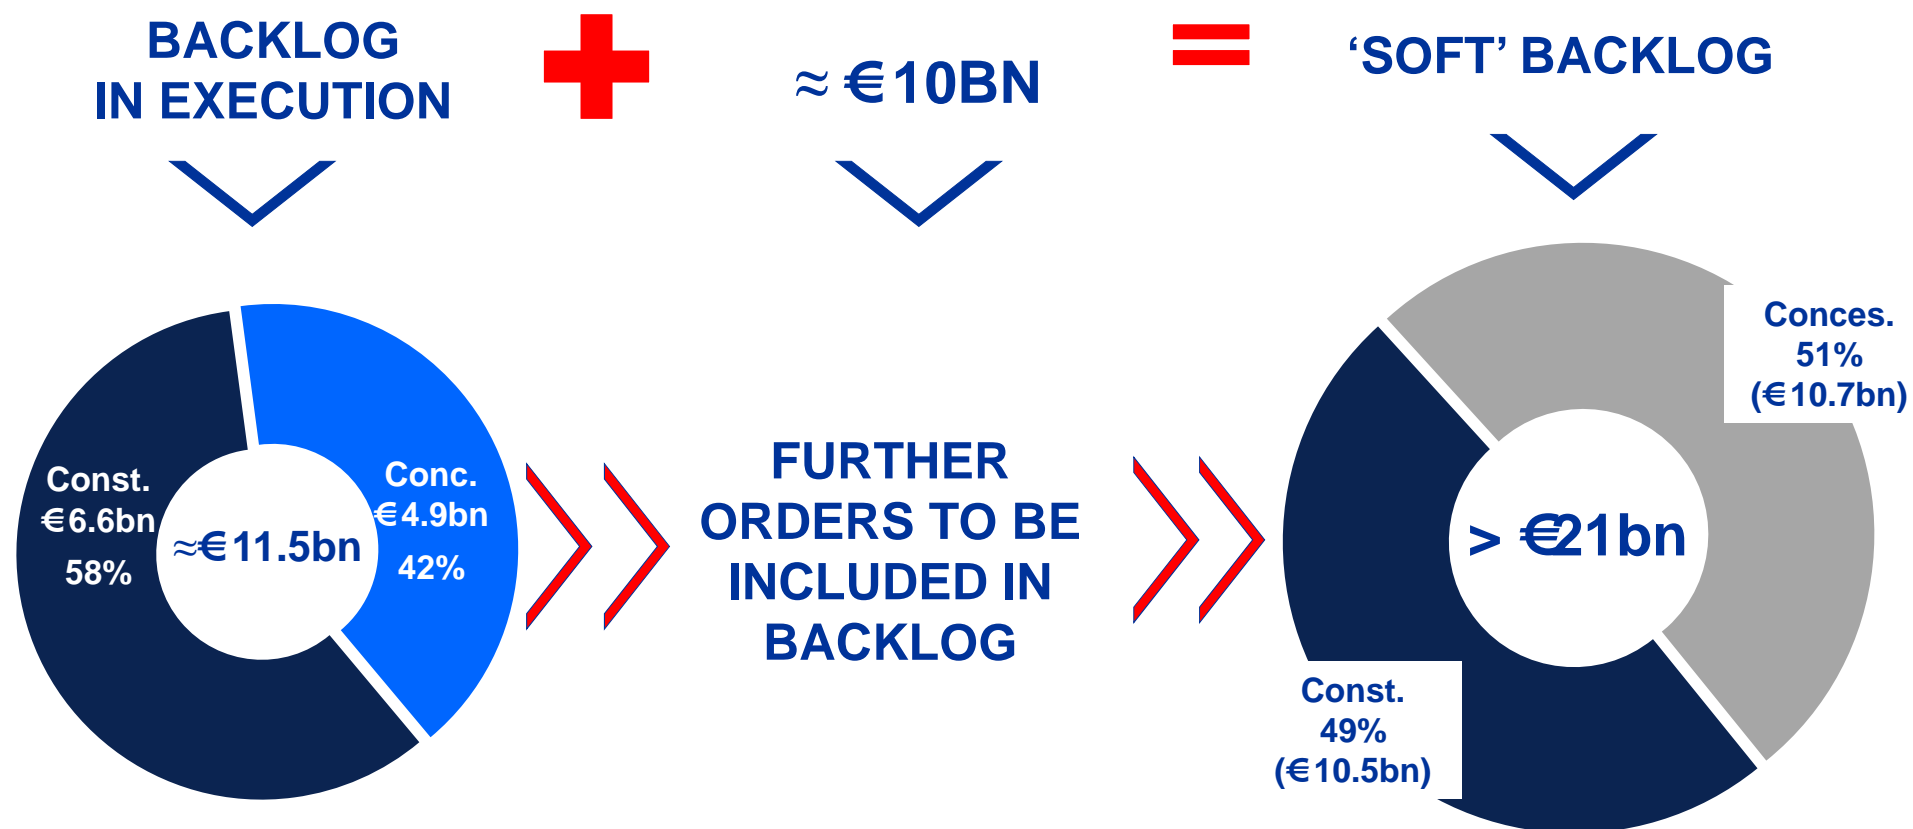 BACKLOG
IN EXECUTION
≈ €10BN
‘SOFT’ BACKLOG
Const.
€6.6bn
58%
≈€11.5bn
Conc.
€4.9bn
42%
FURTHER
ORDERS TO BE
INCLUDED IN
BACKLOG
Conces.
51%
(€10.7bn)
> €21bn
Const.
49%
(€10.5bn)